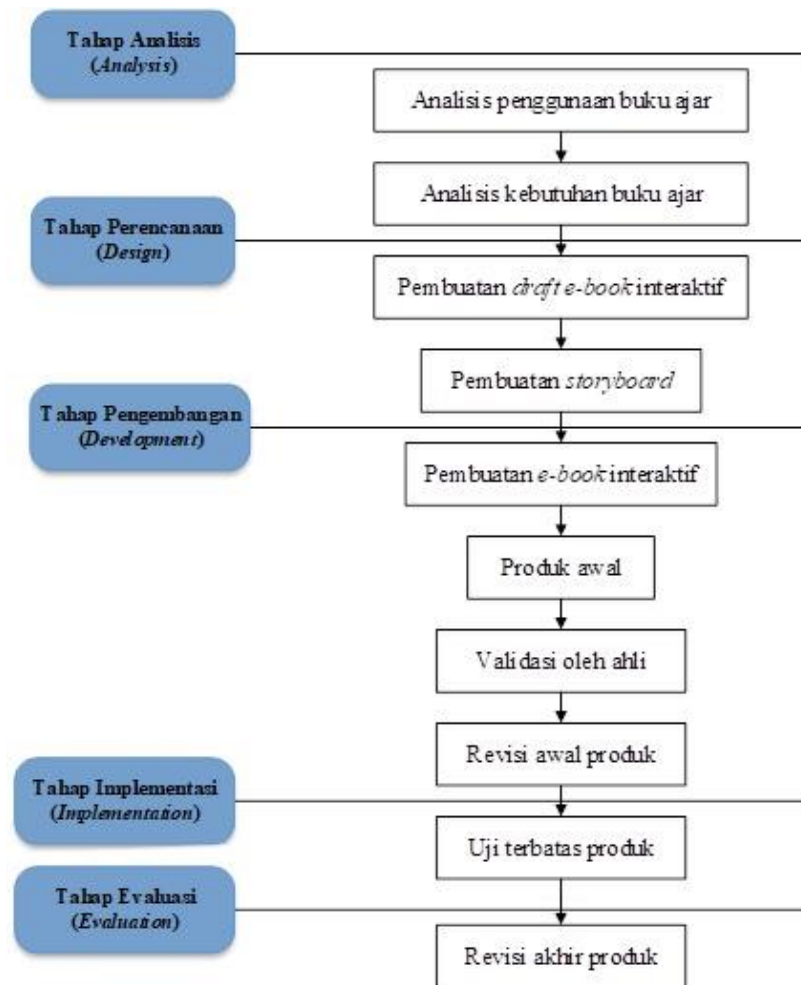 Tahap Analisis
(Analysis)
Analisis penggunaan buku ajar
Analisis kebutuhan buku ajar
Tahap Perencanaan
(Design)
Pembuatan draft e-book interaktif
Pembuatan storyboard
Tahap Pengembangan
(Development)
Pembuatan e-book interaktif
Produk awal
Validasi oleh ahli
Revisi awal produk
Tahap Implementasi
(Implementation)
Uji terbatas produk
Tahap Evaluasi
(Evaluation)
Revisi akhir produk